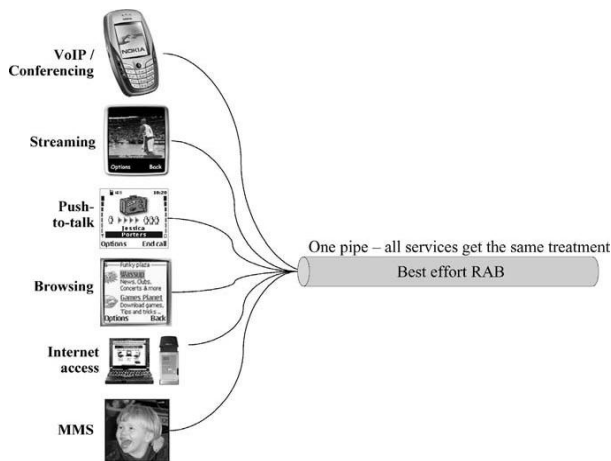 VoIP /
Conferencing
NOKIA
Streaming
Options Back
Push-
to-talk
Jessica
Porters
Options End call
One pipe – all services get the same treatment
Best effort RAB
Browsing
Funky plaza
Wassup
News, Clubs,
Concerts & more
Games Planet
Download games,
Tips and tricks ...
Options Back
Internet
access
MMS